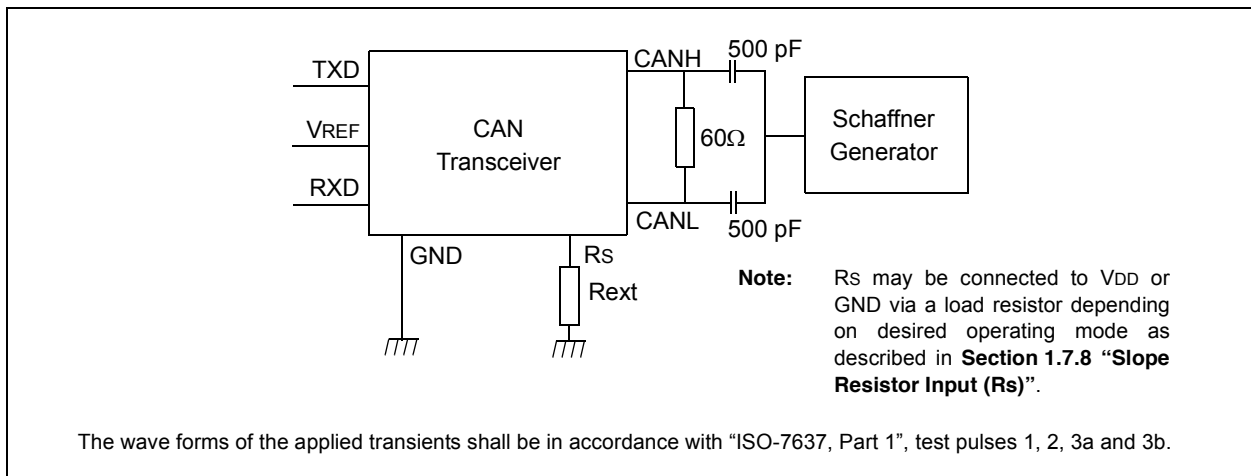 TXD
VREF
RXD
CAN
Transceiver
CANH
CANL
500 pF
60Ω
500 pF
Schaffner
Generator
GND
RS
Rext
Note: RS may be connected to VDD or
GND via a load resistor depending
on desired operating mode as
described in Section 1.7.8 “Slope
Resistor Input (Rs)”.
The wave forms of the applied transients shall be in accordance with “ISO-7637, Part 1”, test pulses 1, 2, 3a and 3b.